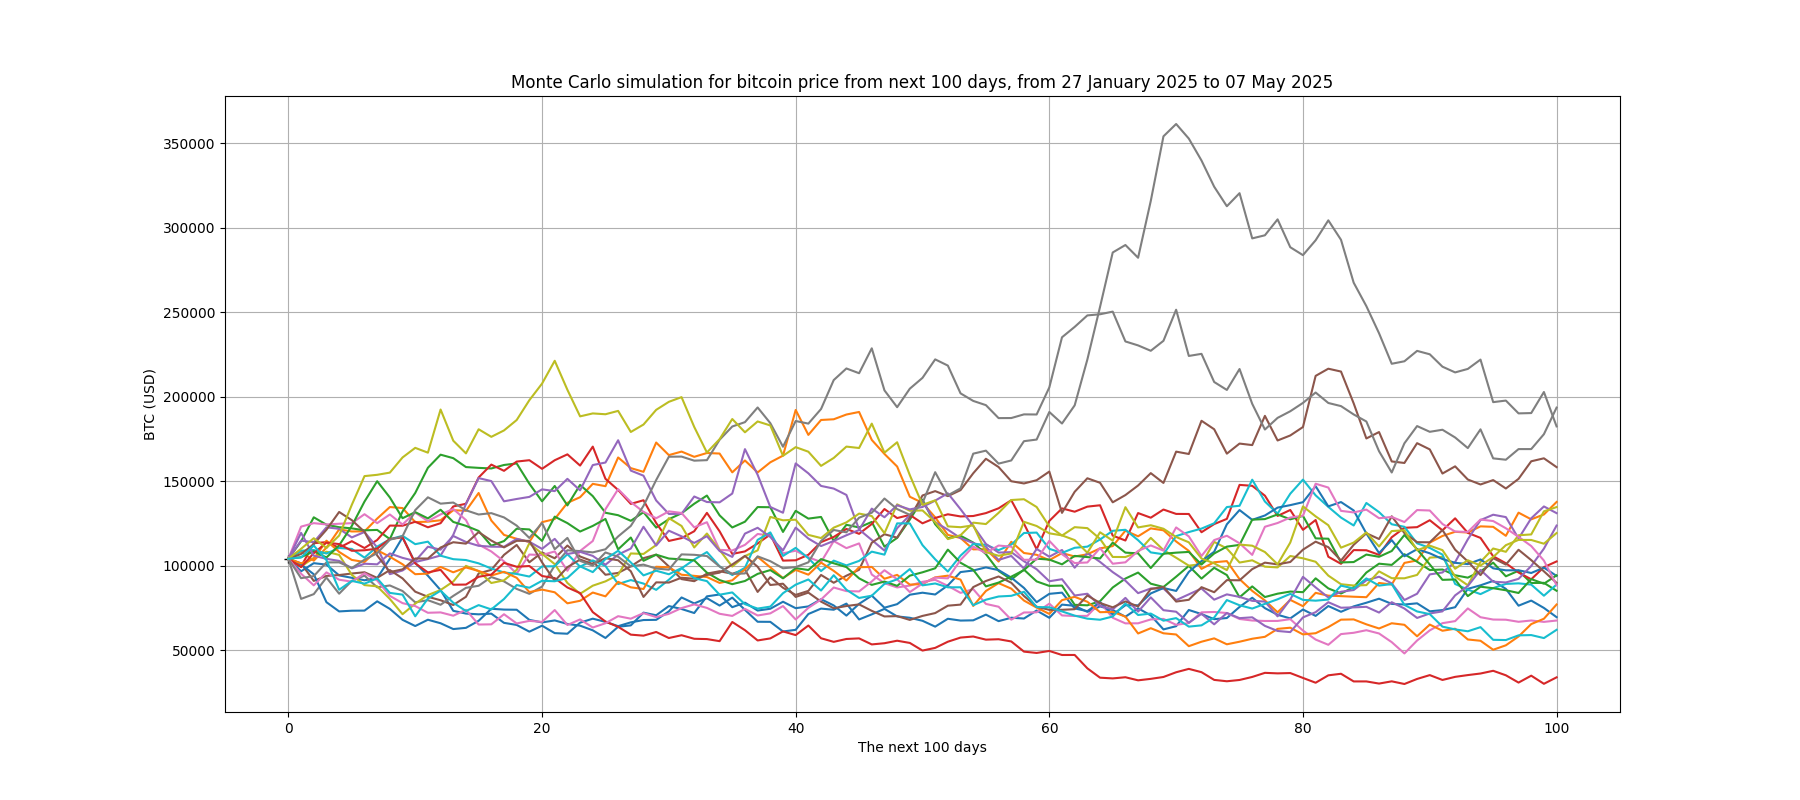 Monte Carlo simulation for bitcoin price from next 100 days, from 27 January 2025 to 07 May 2025
350000
300000
250000
200000
150000
100000
50000
BTC (USD)
0 20 40 60 80 100
The next 100 days